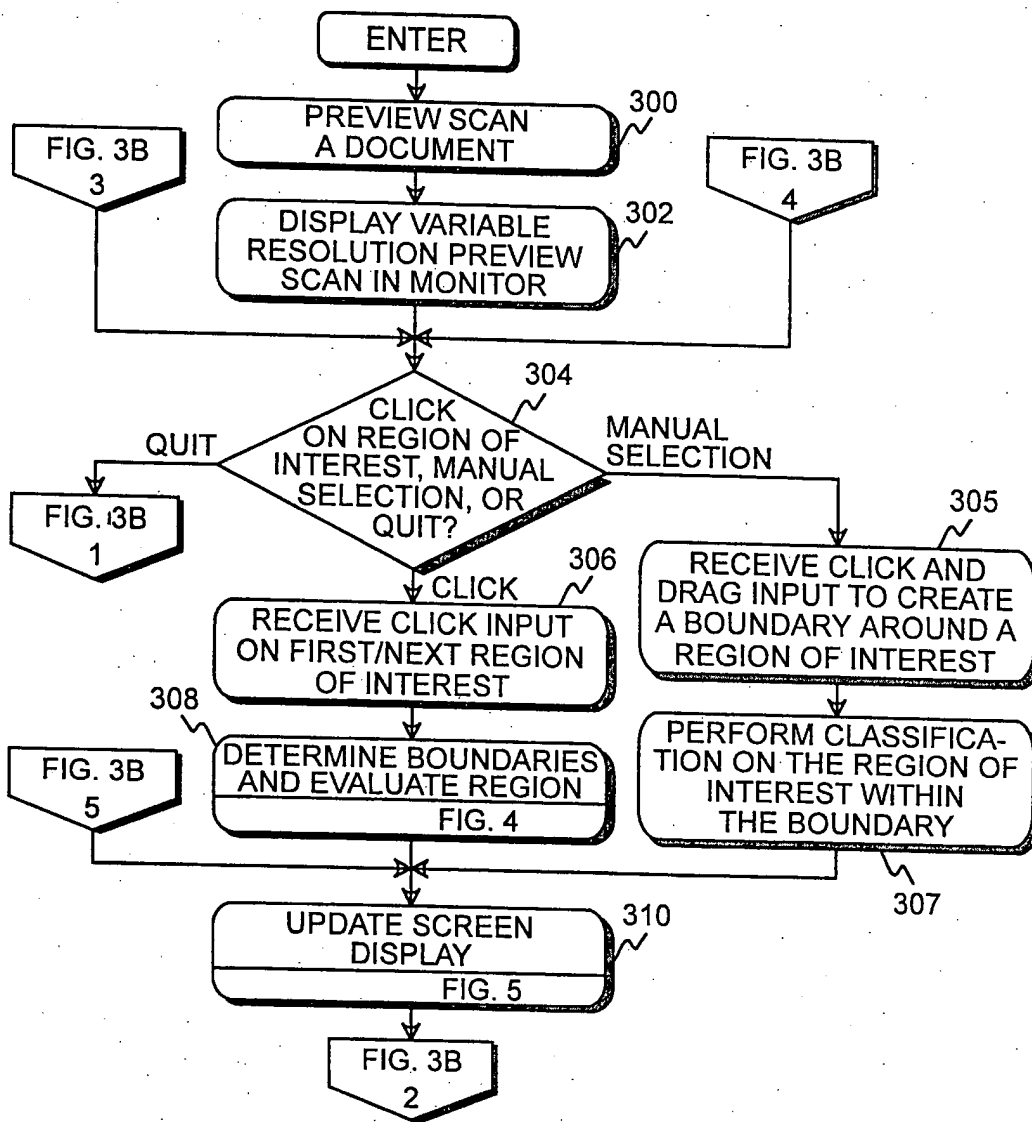 ENTER
300
PREVIEW SCAN
A DOCUMENT
FIG. 3B
3
FIG. 3B
4
302
DISPLAY VARIABLE
RESOLUTION PREVIEW
SCAN IN MONITOR
304
CLICK
ON REGION OF
INTEREST, MANUAL
SELECTION, OR
QUIT?
QUIT
MANUAL
SELECTION
FIG. 3B
1
CLICK
306
RECEIVE CLICK INPUT
ON FIRST/NEXT REGION
OF INTEREST
305
RECEIVE CLICK AND
DRAG INPUT TO CREATE
A BOUNDARY AROUND A
REGION OF INTEREST
308
DETERMINE BOUNDARIES
AND EVALUATE REGION
FIG. 4
FIG. 3B
5
PERFORM CLASSIFICA-
TION ON THE REGION OF
INTEREST WITHIN
THE BOUNDARY
307
310
UPDATE SCREEN
DISPLAY
FIG. 5
FIG. 3B
2